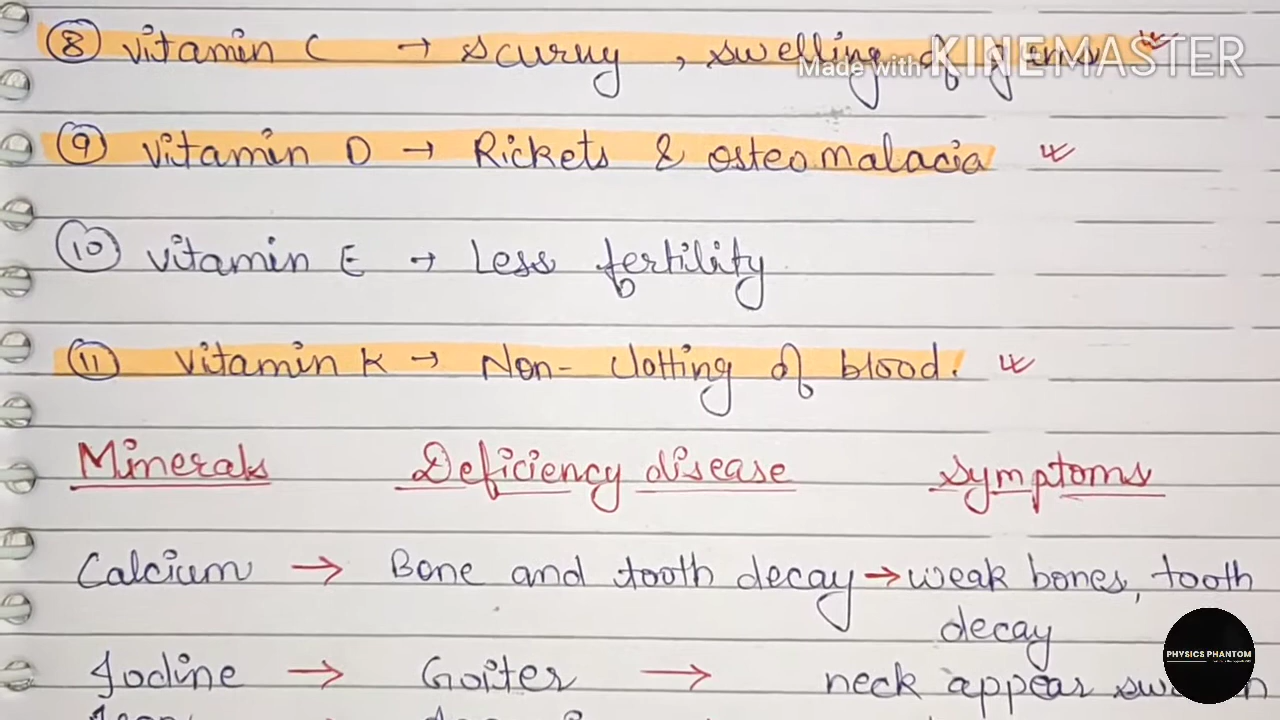 ⑧ Vitamin C → Scurvy , swelling of gums
Made with KINEMASTER
⑨ Vitamin D → Rickets & Osteomalacia
⑩ Vitamin E → Less fertility
⑪ Vitamin K → Non-clotting of blood.
Minerals Deficiency disease Symptoms
Calcium → Bone and tooth decay → weak bones, tooth
decay
PHYSICS PHANTOM
Iodine → Goiter → neck appear